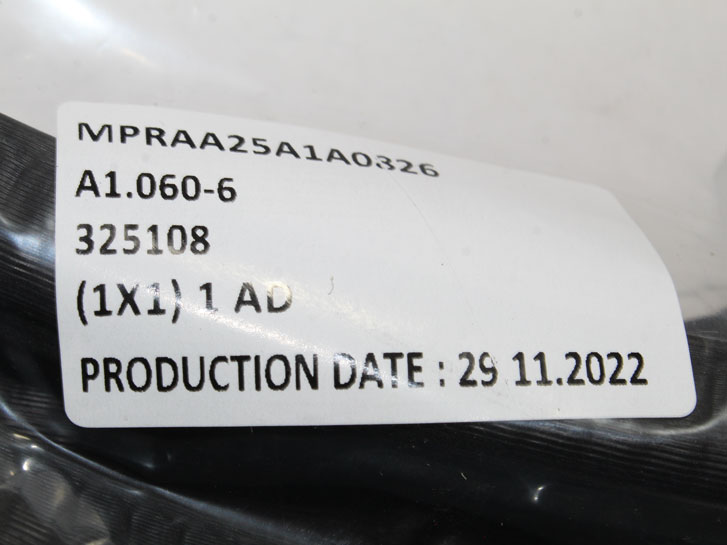 MPRAA25A1A0326
A1.060-6
325108
(1X1) 1 AD
PRODUCTION DATE : 29 11.2022